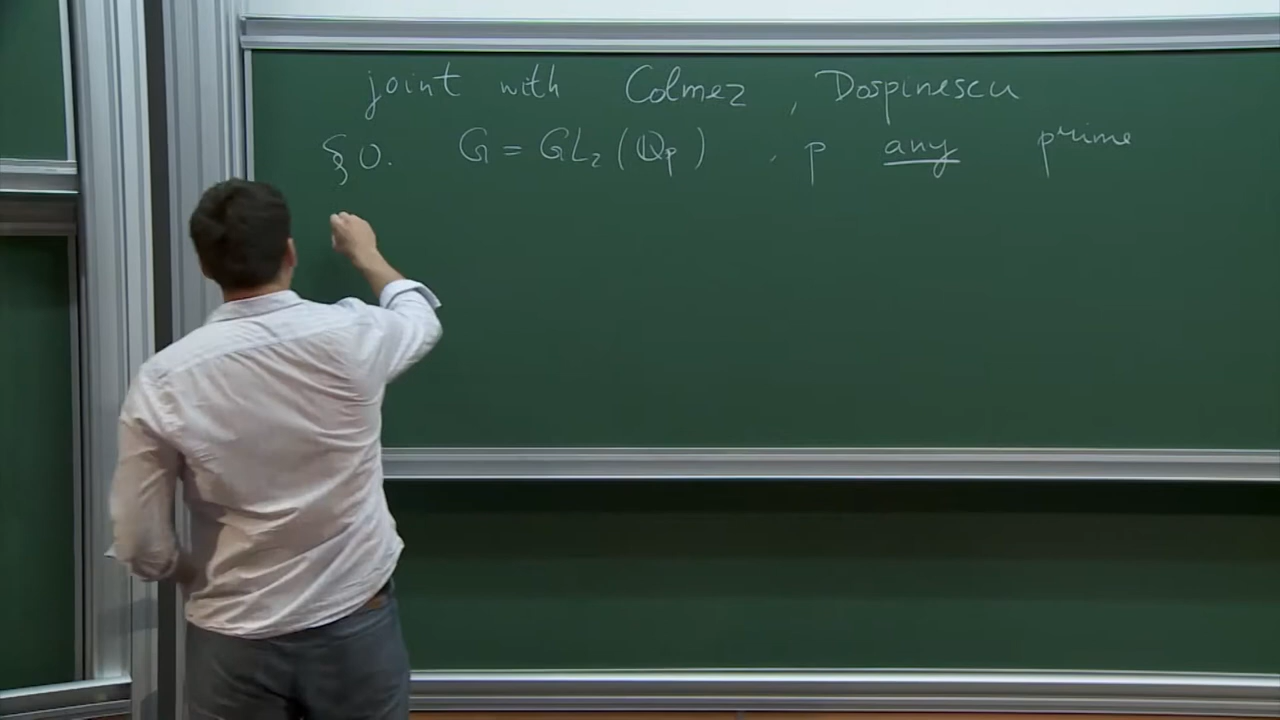 joint with Colmez, Dospinescu
§0. G = GL₂(ℚₚ). p any prime